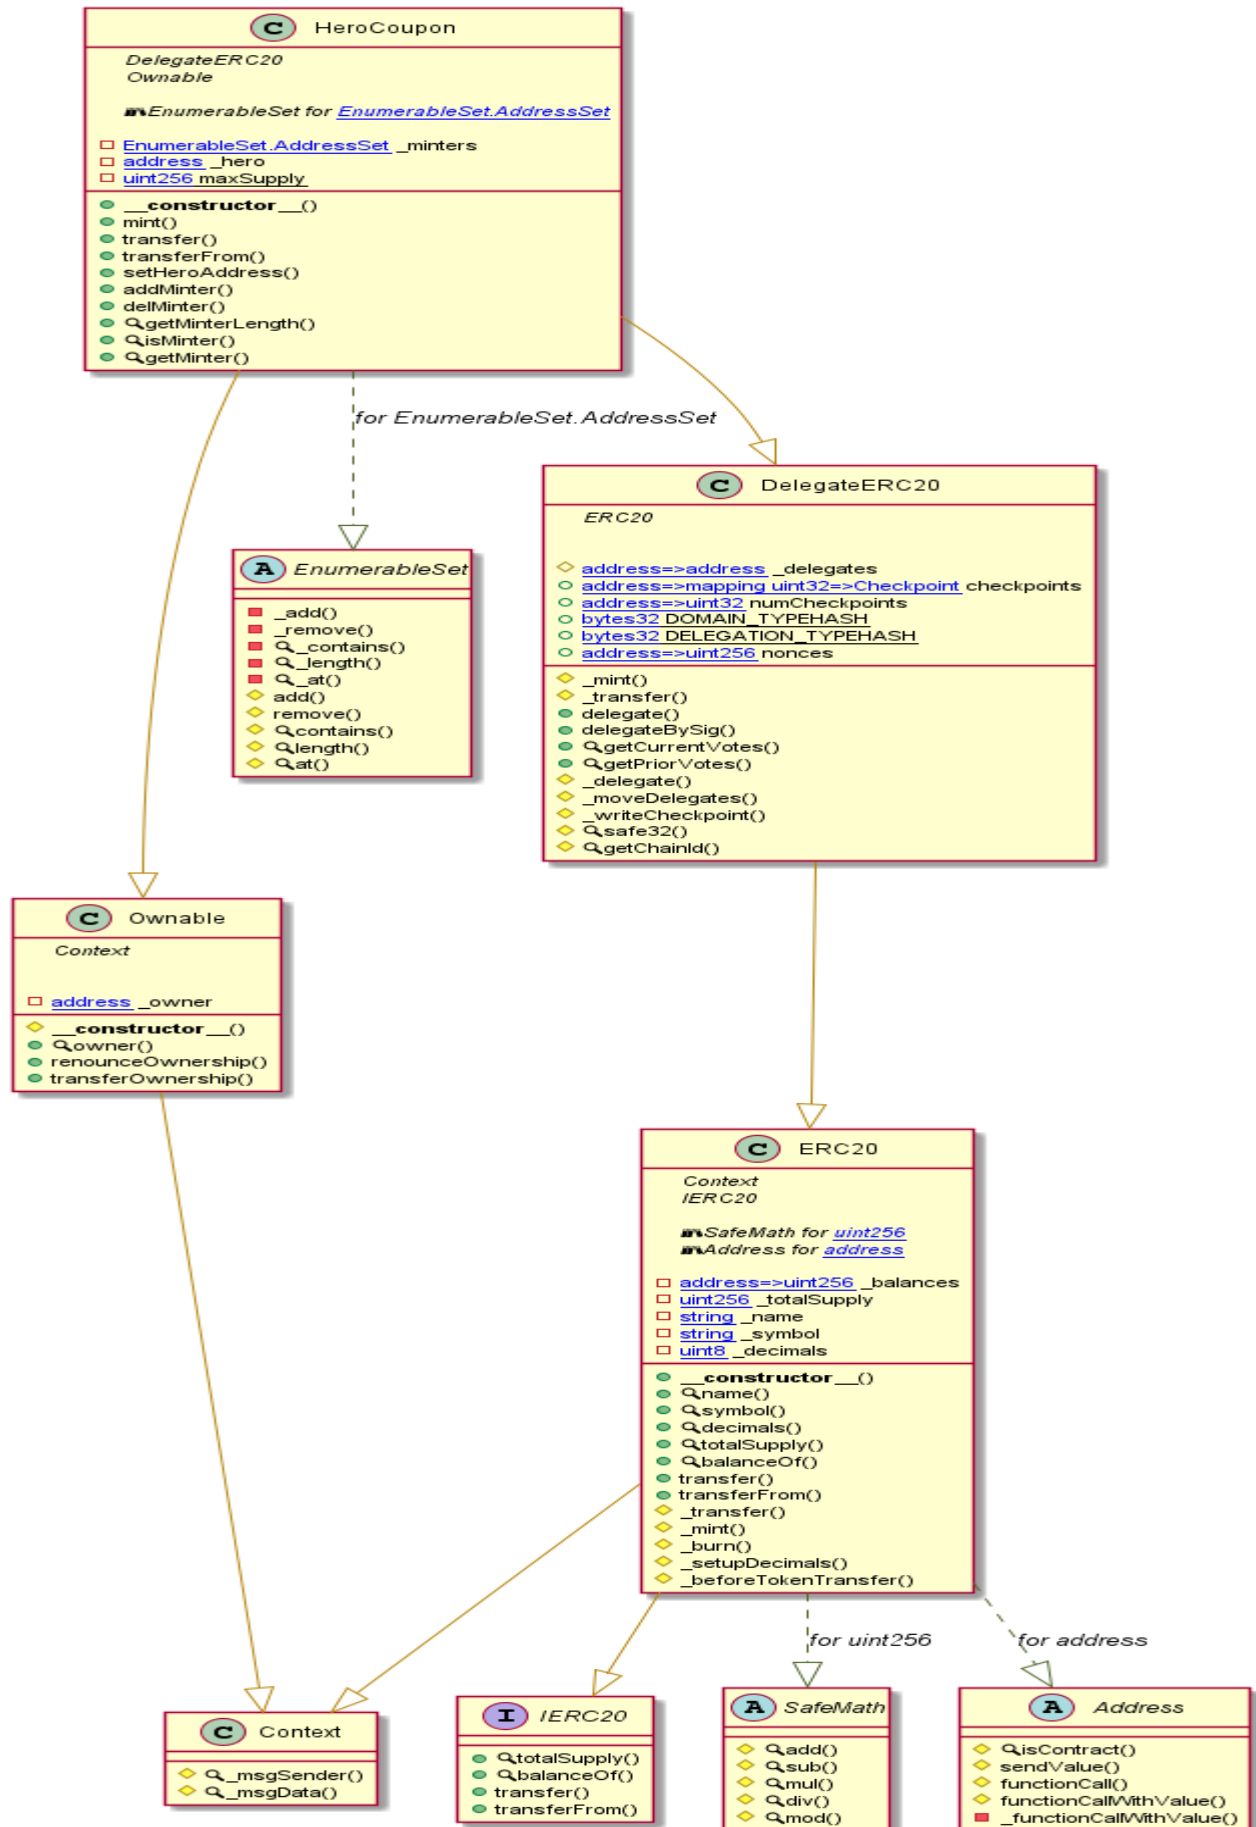 C HeroCoupon
DelegateERC20
Ownable
EnumerableSet for EnumerableSet.AddressSet
EnumerableSet.AddressSet _minters
address _hero
uint256 maxSupply
__constructor__()
mint()
transfer()
transferFrom()
setHeroAddress()
addMinter()
delMinter()
getMinterLength()
isMinter()
getMinter()
for EnumerableSet.AddressSet
C DelegateERC20
ERC20
address=>address _delegates
address=>mapping uint32=>Checkpoint checkpoints
address=>uint32 numCheckpoints
bytes32 DOMAIN_TYPEHASH
bytes32 DELEGATION_TYPEHASH
address=>uint256 nonces
_mint()
_transfer()
delegate()
delegateBySig()
getCurrentVotes()
getPriorVotes()
_delegate()
_moveDelegates()
_writeCheckpoint()
safe32()
getChainId()
A EnumerableSet
_add()
_remove()
_contains()
_length()
_at()
add()
remove()
contains()
length()
at()
C Ownable
Context
address _owner
__constructor__()
owner()
renounceOwnership()
transferOwnership()
C ERC20
Context
IERC20
SafeMath for uint256
Address for address
address=>uint256 _balances
uint256 _totalSupply
string _name
string _symbol
uint8 _decimals
__constructor__()
name()
symbol()
decimals()
totalSupply()
balanceOf()
transfer()
transferFrom()
_transfer()
_mint()
_burn()
_setupDecimals()
_beforeTokenTransfer()
for uint256
for address
C Context
_msgSender()
_msgData()
I IERC20
totalSupply()
balanceOf()
transfer()
transferFrom()
A SafeMath
add()
sub()
mul()
div()
mod()
A Address
isContract()
sendValue()
functionCall()
functionCallWithValue()
_functionCallWithValue()